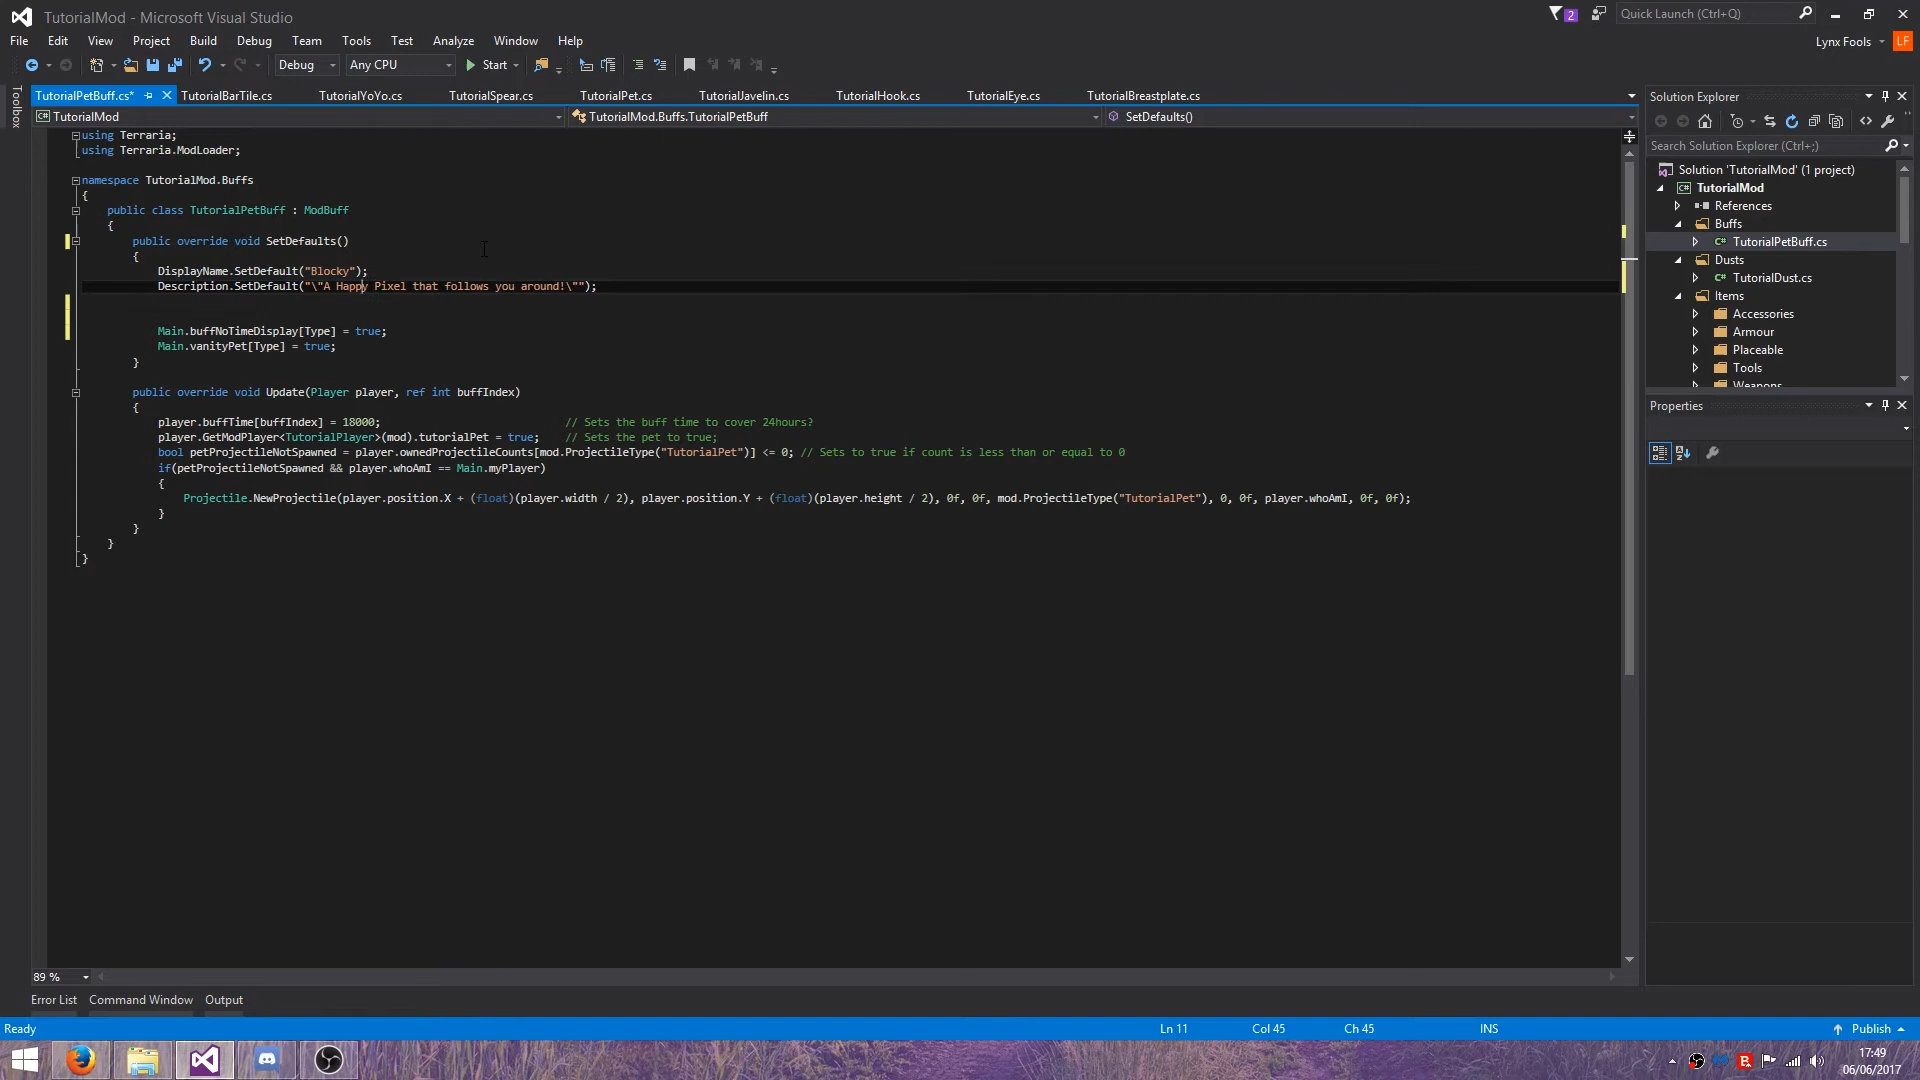 TutorialMod - Microsoft Visual Studio
2
Quick Launch (Ctrl+Q)
File Edit View Project Build Debug Team Tools Test Analyze Window Help
Lynx Fools LF
Debug Any CPU Start
Toolbox
TutorialPetBuff.cs* TutorialBarTile.cs TutorialYoYo.cs TutorialSpear.cs TutorialPet.cs TutorialJavelin.cs TutorialHook.cs TutorialEye.cs TutorialBreastplate.cs
TutorialMod TutorialMod.Buffs.TutorialPetBuff SetDefaults()
using Terraria;
using Terraria.ModLoader;
namespace TutorialMod.Buffs
{
public class TutorialPetBuff : ModBuff
{
public override void SetDefaults()
{
DisplayName.SetDefault("Blocky");
Description.SetDefault("\"A Happy Pixel that follows you around!\"");
Main.buffNoTimeDisplay[Type] = true;
Main.vanityPet[Type] = true;
}
public override void Update(Player player, ref int buffIndex)
{
player.buffTime[buffIndex] = 18000; // Sets the buff time to cover 24hours?
player.GetModPlayer<TutorialPlayer>(mod).tutorialPet = true; // Sets the pet to true;
bool petProjectileNotSpawned = player.ownedProjectileCounts[mod.ProjectileType("TutorialPet")] <= 0; // Sets to true if count is less than or equal to 0
if(petProjectileNotSpawned && player.whoAmI == Main.myPlayer)
{
Projectile.NewProjectile(player.position.X + (float)(player.width / 2), player.position.Y + (float)(player.height / 2), 0f, 0f, mod.ProjectileType("TutorialPet"), 0, 0f, player.whoAmI, 0f, 0f);
}
}
}
}
Solution Explorer
Search Solution Explorer (Ctrl+;)
Solution 'TutorialMod' (1 project)
C# TutorialMod
References
Buffs
C# TutorialPetBuff.cs
Dusts
C# TutorialDust.cs
Items
Accessories
Armour
Placeable
Tools
Weapons
Properties
89 %
Error List Command Window Output
Ready Ln 11 Col 45 Ch 45 INS Publish
17:49
06/06/2017